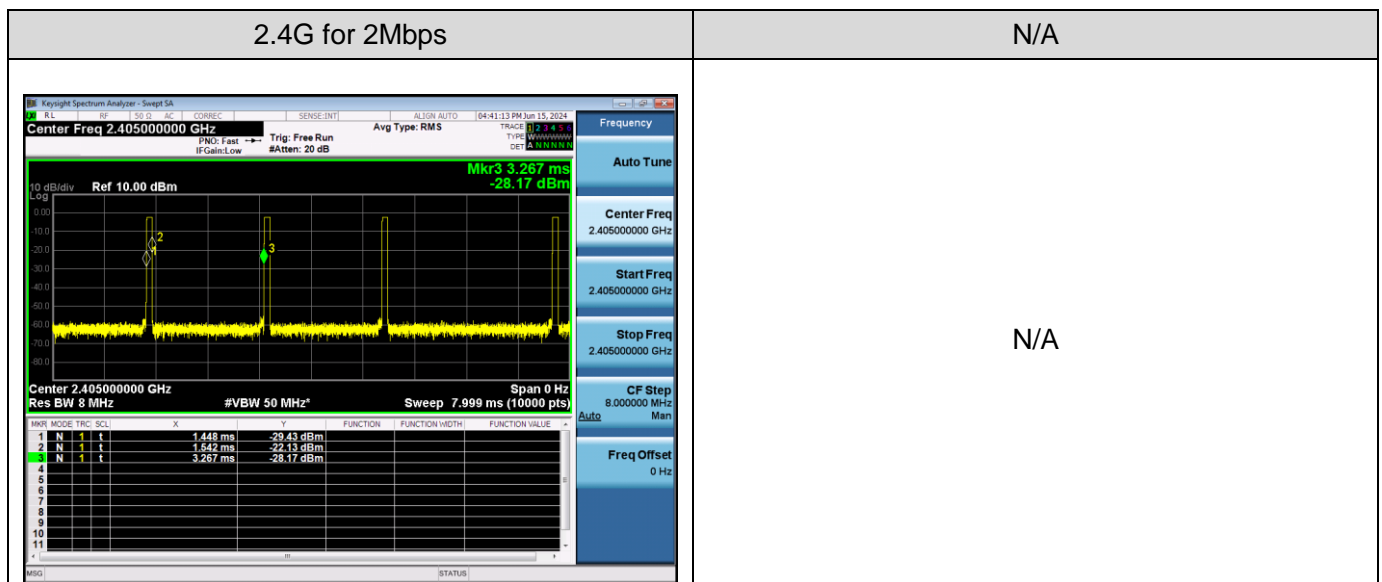 2.4G for 2Mbps N/A
Keysight Spectrum Analyzer - Swept SA
RL RF 50 Ω AC CORREC SENSE:INT ALIGN AUTO 04:41:13 PM Jun 15, 2024
Center Freq 2.405000000 GHz Avg Type: RMS TRACE 1 2 3 4 5 6
PNO: Fast Trig: Free Run TYPE WWWWWW
IFGain:Low #Atten: 20 dB DET A N N N N N
Frequency
Auto Tune
Mkr3 3.267 ms
-28.17 dBm
10 dB/div Ref 10.00 dBm
Log
0.00
-10.0
-20.0
-30.0
-40.0
-50.0
-60.0
-70.0
-80.0
2
1
3
Center Freq
2.405000000 GHz
Start Freq
2.405000000 GHz
Stop Freq
2.405000000 GHz
Center 2.405000000 GHz Span 0 Hz
Res BW 8 MHz #VBW 50 MHz* Sweep 7.999 ms (10000 pts)
CF Step
8.000000 MHz
Auto Man
Freq Offset
0 Hz
MKR MODE TRC SCL X Y FUNCTION FUNCTION WIDTH FUNCTION VALUE
1 N 1 t 1.448 ms -29.43 dBm
2 N 1 t 1.542 ms -22.13 dBm
3 N 1 t 3.267 ms -28.17 dBm
4
5
6
7
8
9
10
11
MSG STATUS
N/A